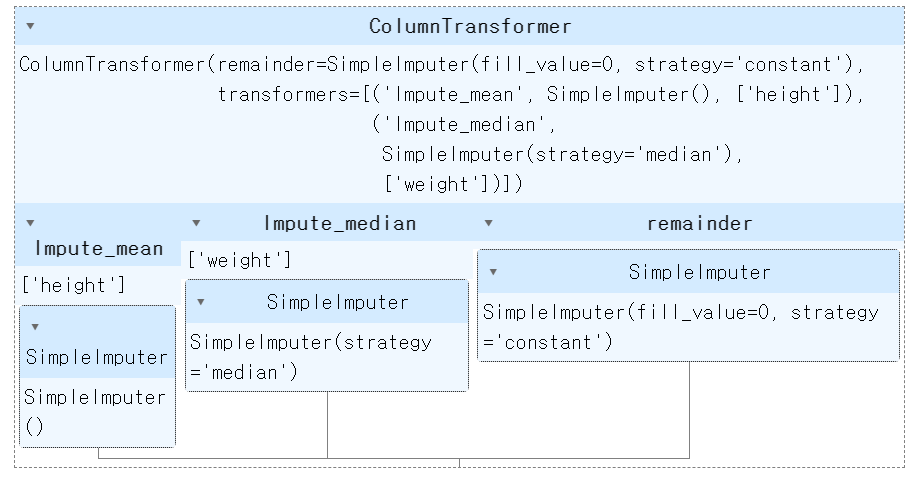 ColumnTransformer
ColumnTransformer(remainder=SimpleImputer(fill_value=0, strategy='constant'),
transformers=[('Impute_mean', SimpleImputer(), ['height']),
('Impute_median',
SimpleImputer(strategy='median'),
['weight'])])
Impute_mean
['height']
SimpleImputer
SimpleImputer
()
Impute_median
['weight']
SimpleImputer
SimpleImputer(strategy
='median')
remainder
SimpleImputer
SimpleImputer(fill_value=0, strategy
='constant')